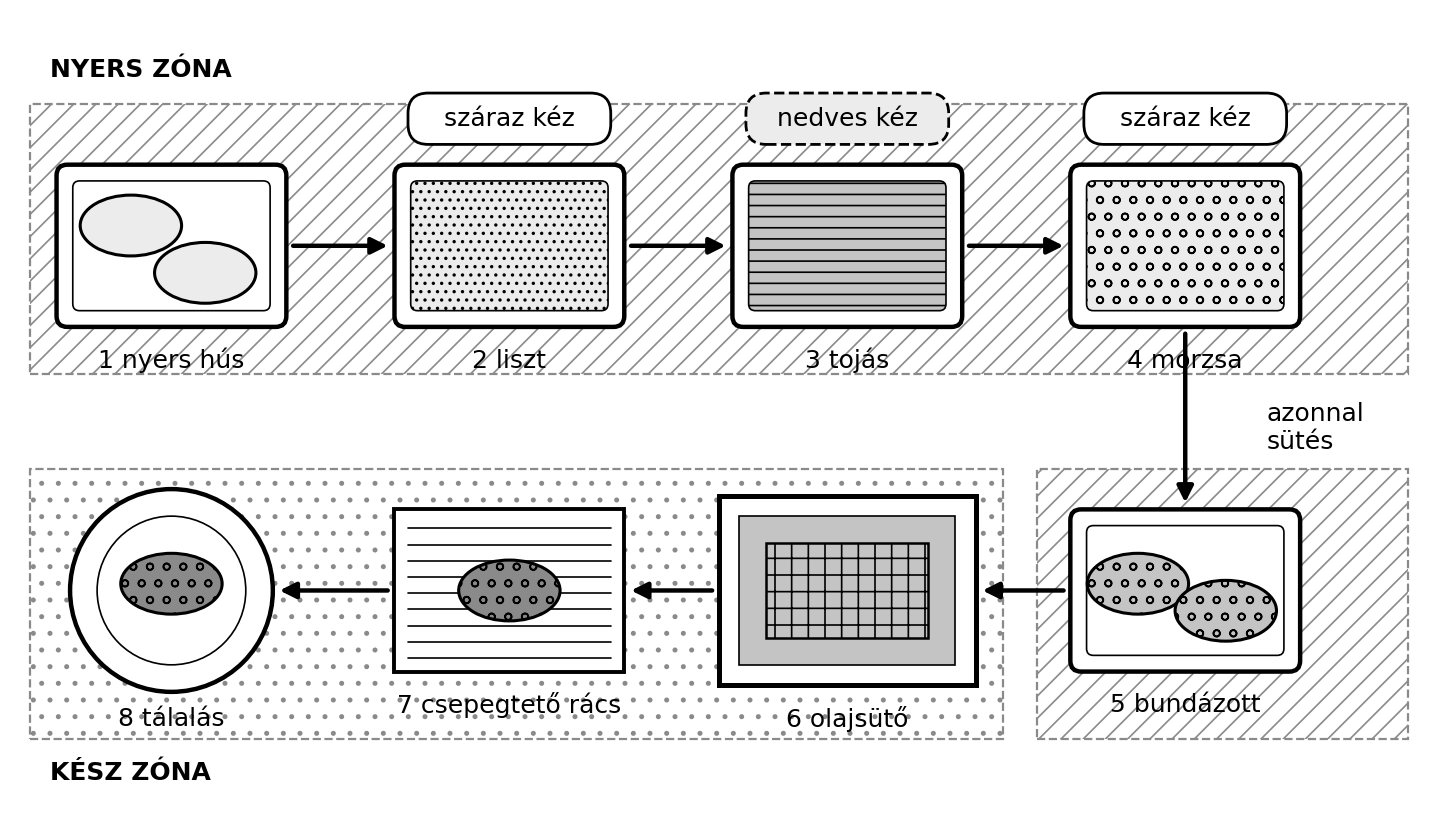 NYERS ZÓNA
száraz kéz
nedves kéz
száraz kéz
1 nyers hús
2 liszt
3 tojás
4 morzsa
azonnal
sütés
8 tálalás
7 csepegtető rács
6 olajsütő
5 bundázott
KÉSZ ZÓNA